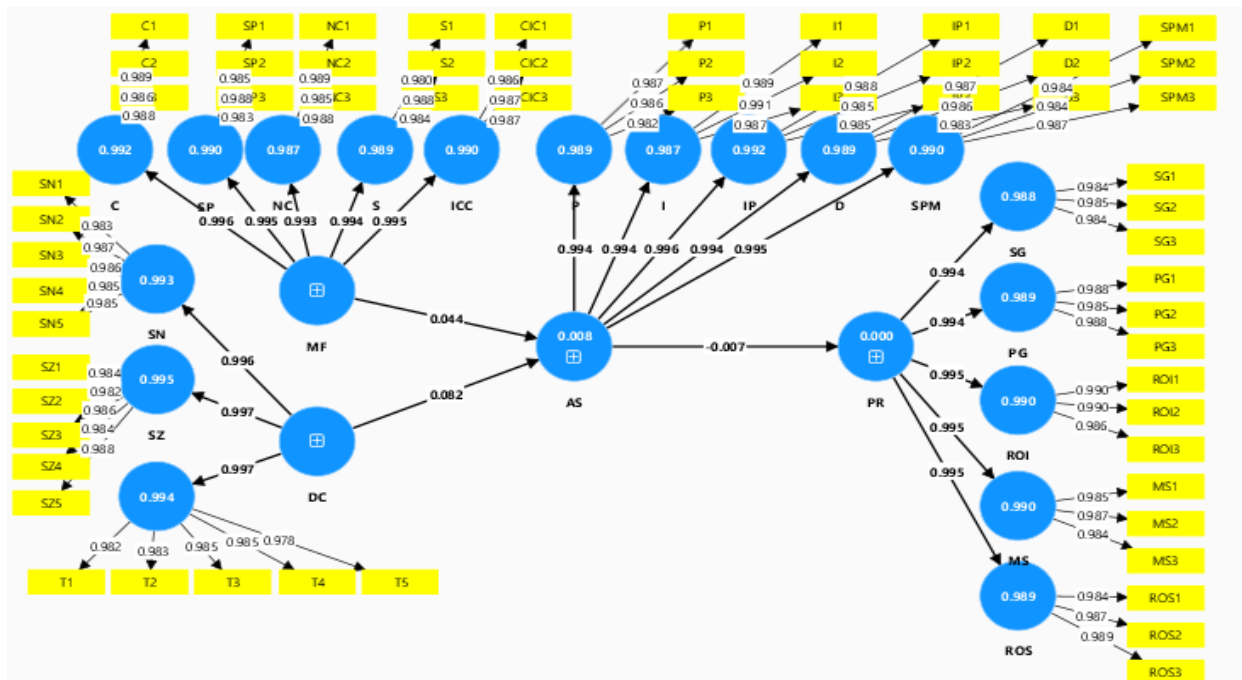 C1 SP1 NC1 S1 CIC1 P1 I1 IP1 D1 SPM1
C2 SP2 NC2 S2 CIC2 P2 I2 IP2 D2 SPM2
0.989 0.985 0.989 0.980 0.986 0.987 0.989 0.988 0.987 0.984
P3 IC3 S3 CIC3 P3 SPM3
0.986 0.988 0.985 0.988 0.987 0.986 0.991 0.985 0.986 0.984
0.988 0.983 0.988 0.984 0.987 0.982 0.987 0.985 0.983 0.987
0.992 0.990 0.987 0.989 0.990 0.989 0.987 0.992 0.989 0.990
C SP NC S ICC P I IP D SPM
0.996 0.995 0.993 0.994 0.995
0.994 0.994 0.996 0.994 0.995
SN1
SN2
SN3
SN4
SN5
0.983
0.987
0.986
0.985
0.985
0.993
SN
MF
0.044
0.996
SZ1
SZ2
SZ3
SZ4
SZ5
0.984
0.982
0.986
0.984
0.988
0.995
SZ
0.997
DC
0.082
0.997
0.994
0.982 0.983 0.985 0.985 0.978
T1 T2 T3 T4 T5
0.008
AS
-0.007
0.000
PR
0.994
0.994
0.995
0.995
0.995
0.988
SG
0.984 SG1
0.985 SG2
0.984 SG3
0.989
PG
0.988 PG1
0.985 PG2
0.988 PG3
0.990
ROI
0.990 ROI1
0.990 ROI2
0.986 ROI3
0.990
MS
0.985 MS1
0.987 MS2
0.984 MS3
0.989
ROS
0.984 ROS1
0.987 ROS2
0.989 ROS3